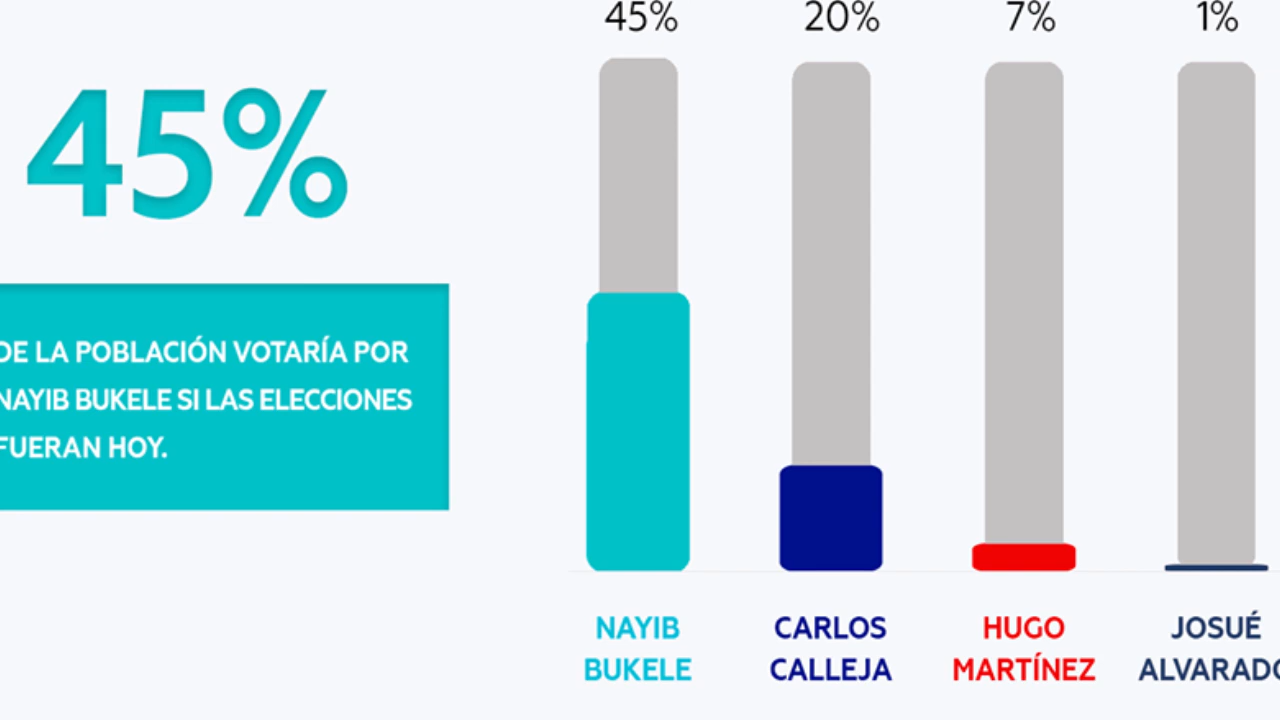 45%
DE LA POBLACIÓN VOTARÍA POR
NAYIB BUKELE SI LAS ELECCIONES
FUERAN HOY.
45% 20% 7% 1%
NAYIB BUKELE
CARLOS CALLEJA
HUGO MARTÍNEZ
JOSUÉ ALVARADO